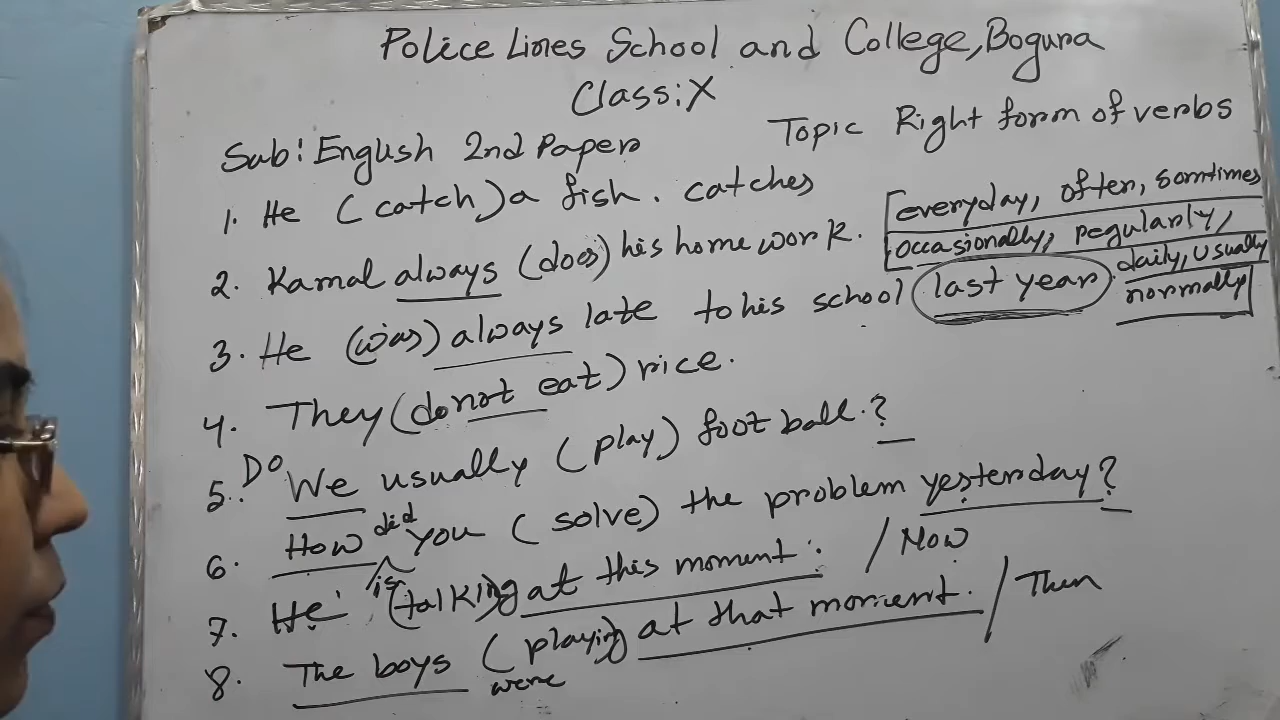 Police Lines School and College, Bogura
Class: X
Sub: English 2nd Paper
Topic Right form of verbs
1. He (catch) a fish. catches
everyday, often, somtimes
occasionally, regularly,
daily, usually
normally
2. Kamal always (does) his home work.
3. He (was) always late to his school last year.
4. They (do not eat) rice.
5. Do We usually (play) foot ball.?
6. How did you (solve) the problem yesterday?
7. He is (talking) at this moment. / Now
8. The boys were (playing) at that moment. / Then